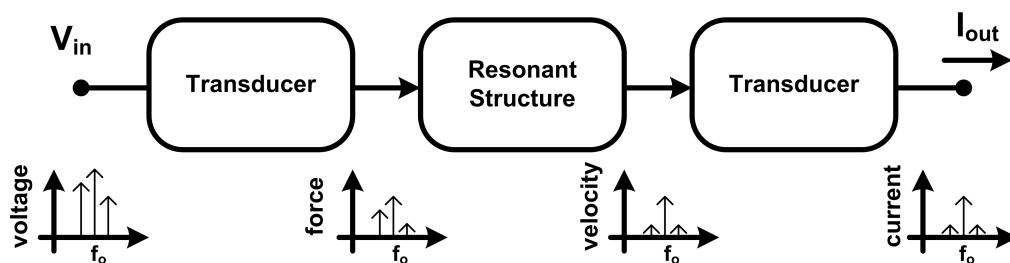 V_in
Transducer
Resonant
Structure
Transducer
I_out
voltage
f_o
force
f_o
velocity
f_o
current
f_o